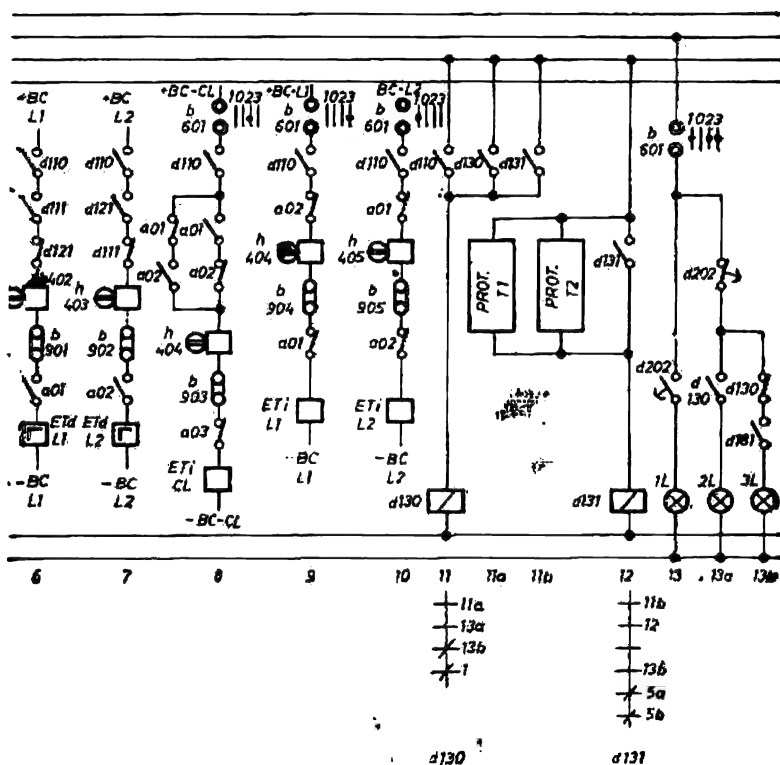 +BC L1
+BC L2
+BC-CL
+BC-L1
BC-L2
b 601
1023
b 601
1023
b 601
1023
b 601
1023
d110
d110
d110
d110
d110
d110
d130
d131
d111
d121
a01
a01
a02
a01
d121
d111
a02
a02
d131
d202
h 402
h 403
h 404
h 404
h 405
PROT. T1
PROT. T2
b 901
b 902
b 903
b 904
b 905
a01
a02
a03
a01
a02
d202
d 130
d130
d181
ETd L1
ETd L2
ETi CL
ETi L1
ETi L2
-BC L1
-BC L2
-BC-CL
-BC L1
-BC L2
d130
d131
1L
2L
3L
6 7 8 9 10 11 11a 11b 12 13 13a 13b
11a
13a
13b
1
11b
12
13b
5a
5b
d130
d131